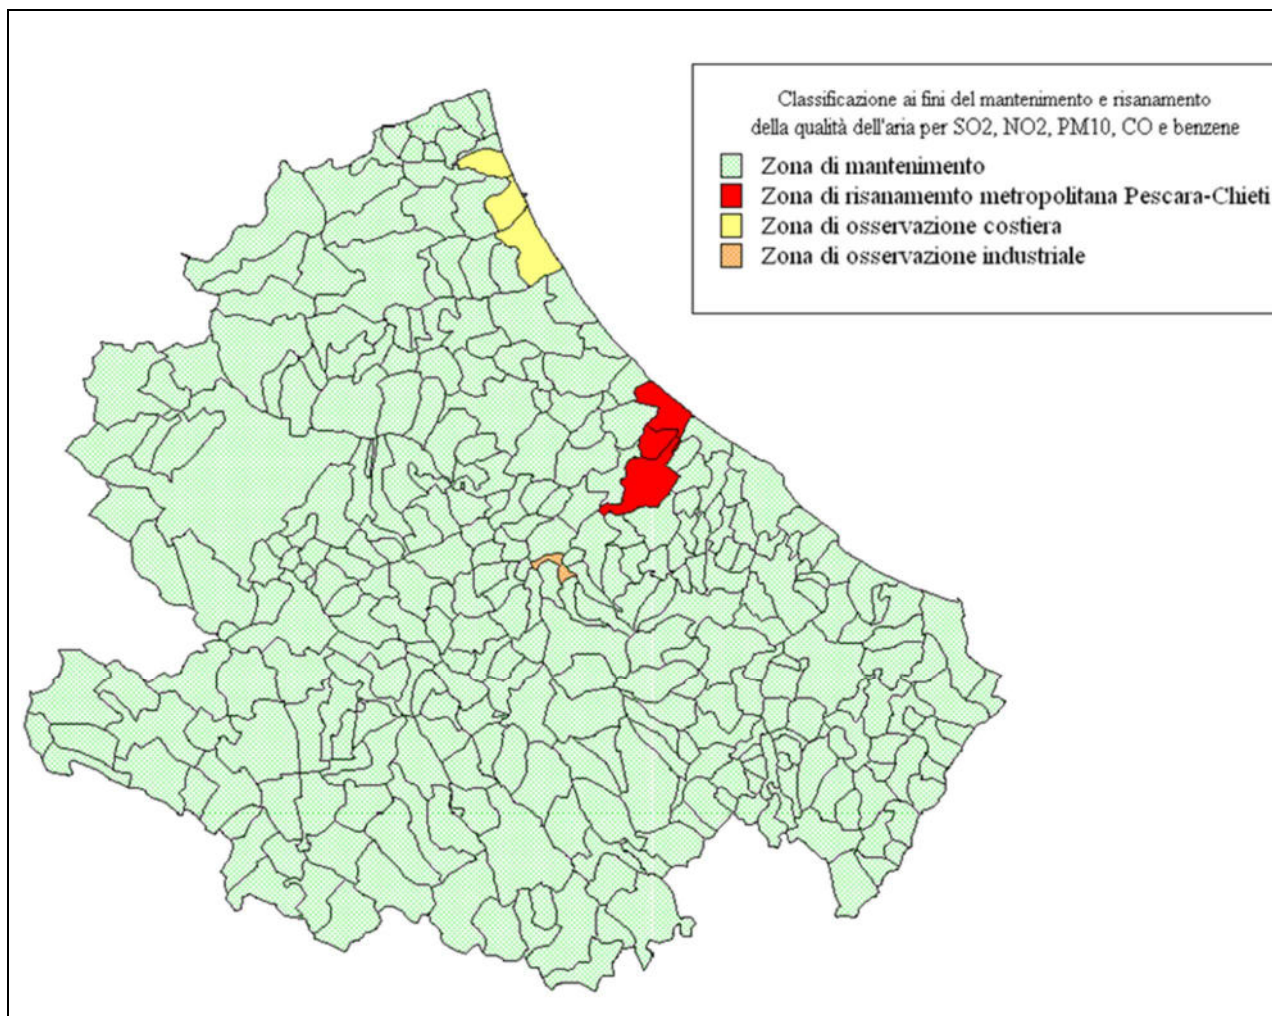 Classificazione ai fini del mantenimento e risanamento
della qualità dell'aria per SO2, NO2, PM10, CO e benzene
Zona di mantenimento
Zona di risanamemto metropolitana Pescara-Chieti
Zona di osservazione costiera
Zona di osservazione industriale